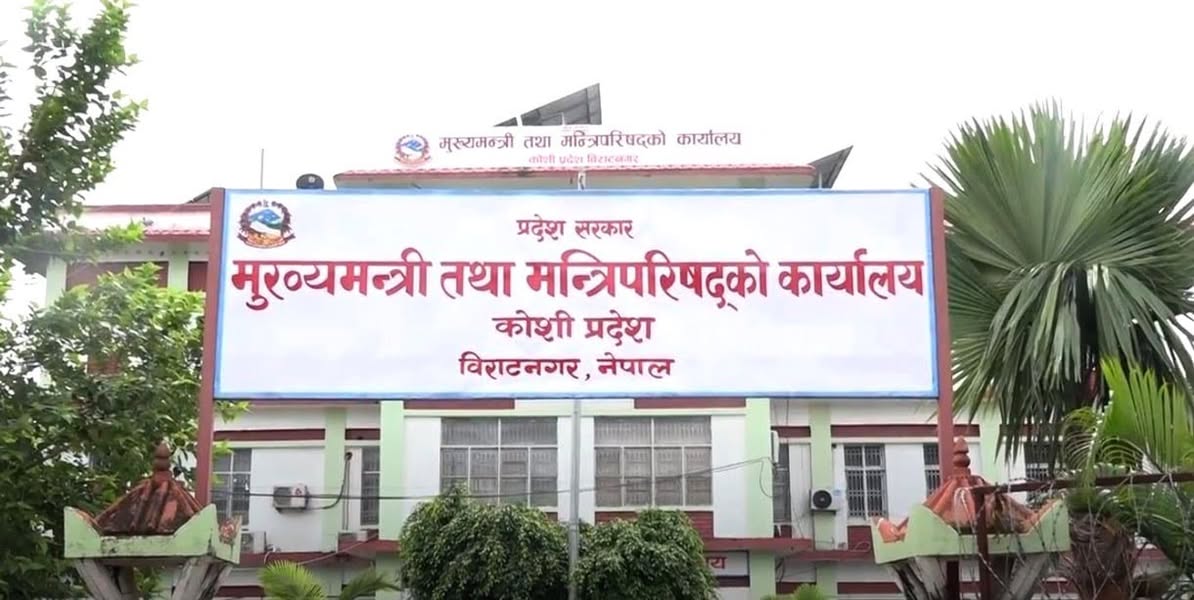 मुख्यमन्त्री तथा मन्त्रिपरिषद्को कार्यालय
कोशी प्रदेश विराटनगर
प्रदेश सरकार
मुख्यमन्त्री तथा मन्त्रिपरिषद्को कार्यालय
कोशी प्रदेश
विराटनगर, नेपाल